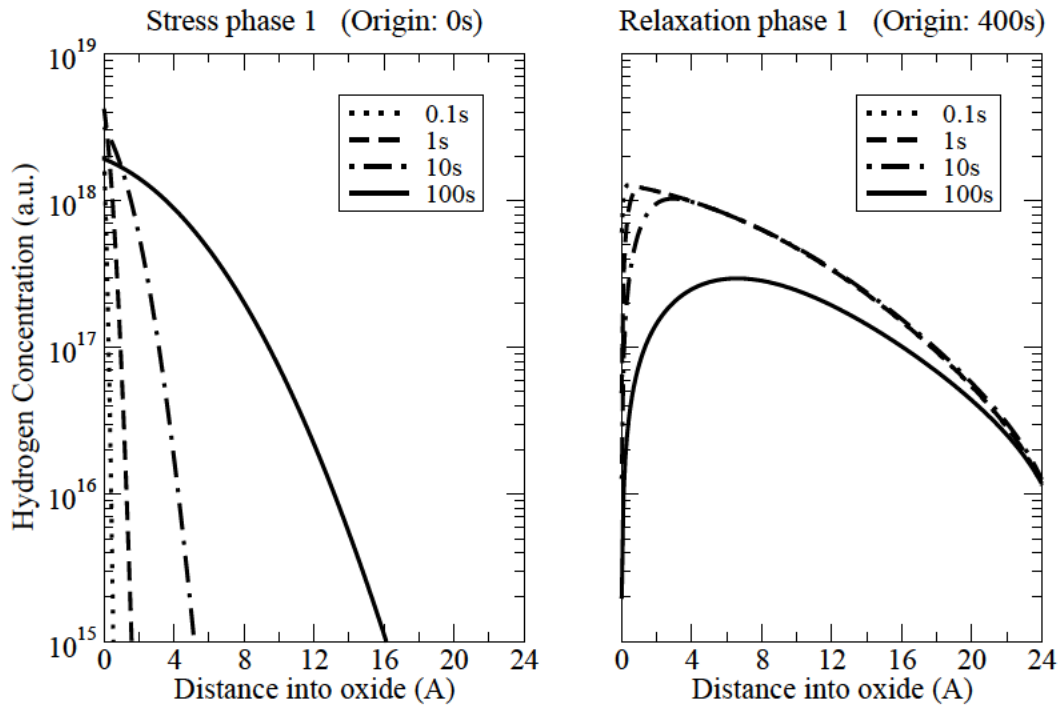 Stress phase 1 (Origin: 0s)
Relaxation phase 1 (Origin: 400s)
Hydrogen Concentration (a.u.)
10^19
10^18
10^17
10^16
10^15
0.1s
1s
10s
100s
0 4 8 12 16 20 24
Distance into oxide (A)
0.1s
1s
10s
100s
0 4 8 12 16 20 24
Distance into oxide (A)